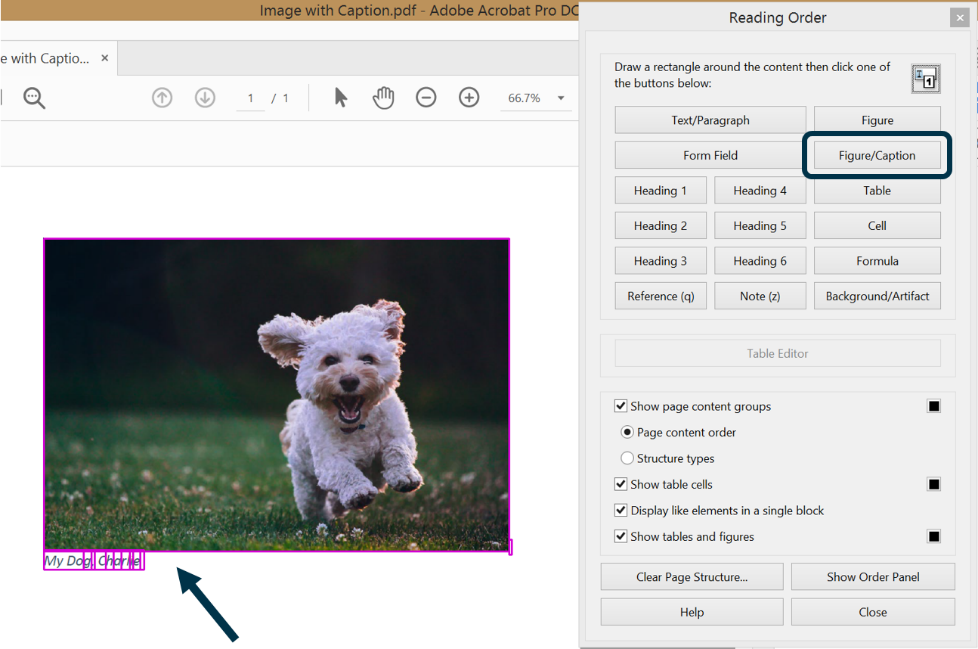 Image with Caption.pdf - Adobe Acrobat Pro DC
e with Captio... ×
1 / 1
66.7%
My Dog, Charlie
Reading Order
Draw a rectangle around the content then click one of
the buttons below:
1
Text/Paragraph Figure
Form Field Figure/Caption
Heading 1 Heading 4 Table
Heading 2 Heading 5 Cell
Heading 3 Heading 6 Formula
Reference (q) Note (z) Background/Artifact
Table Editor
Show page content groups
Page content order
Structure types
Show table cells
Display like elements in a single block
Show tables and figures
Clear Page Structure... Show Order Panel
Help Close